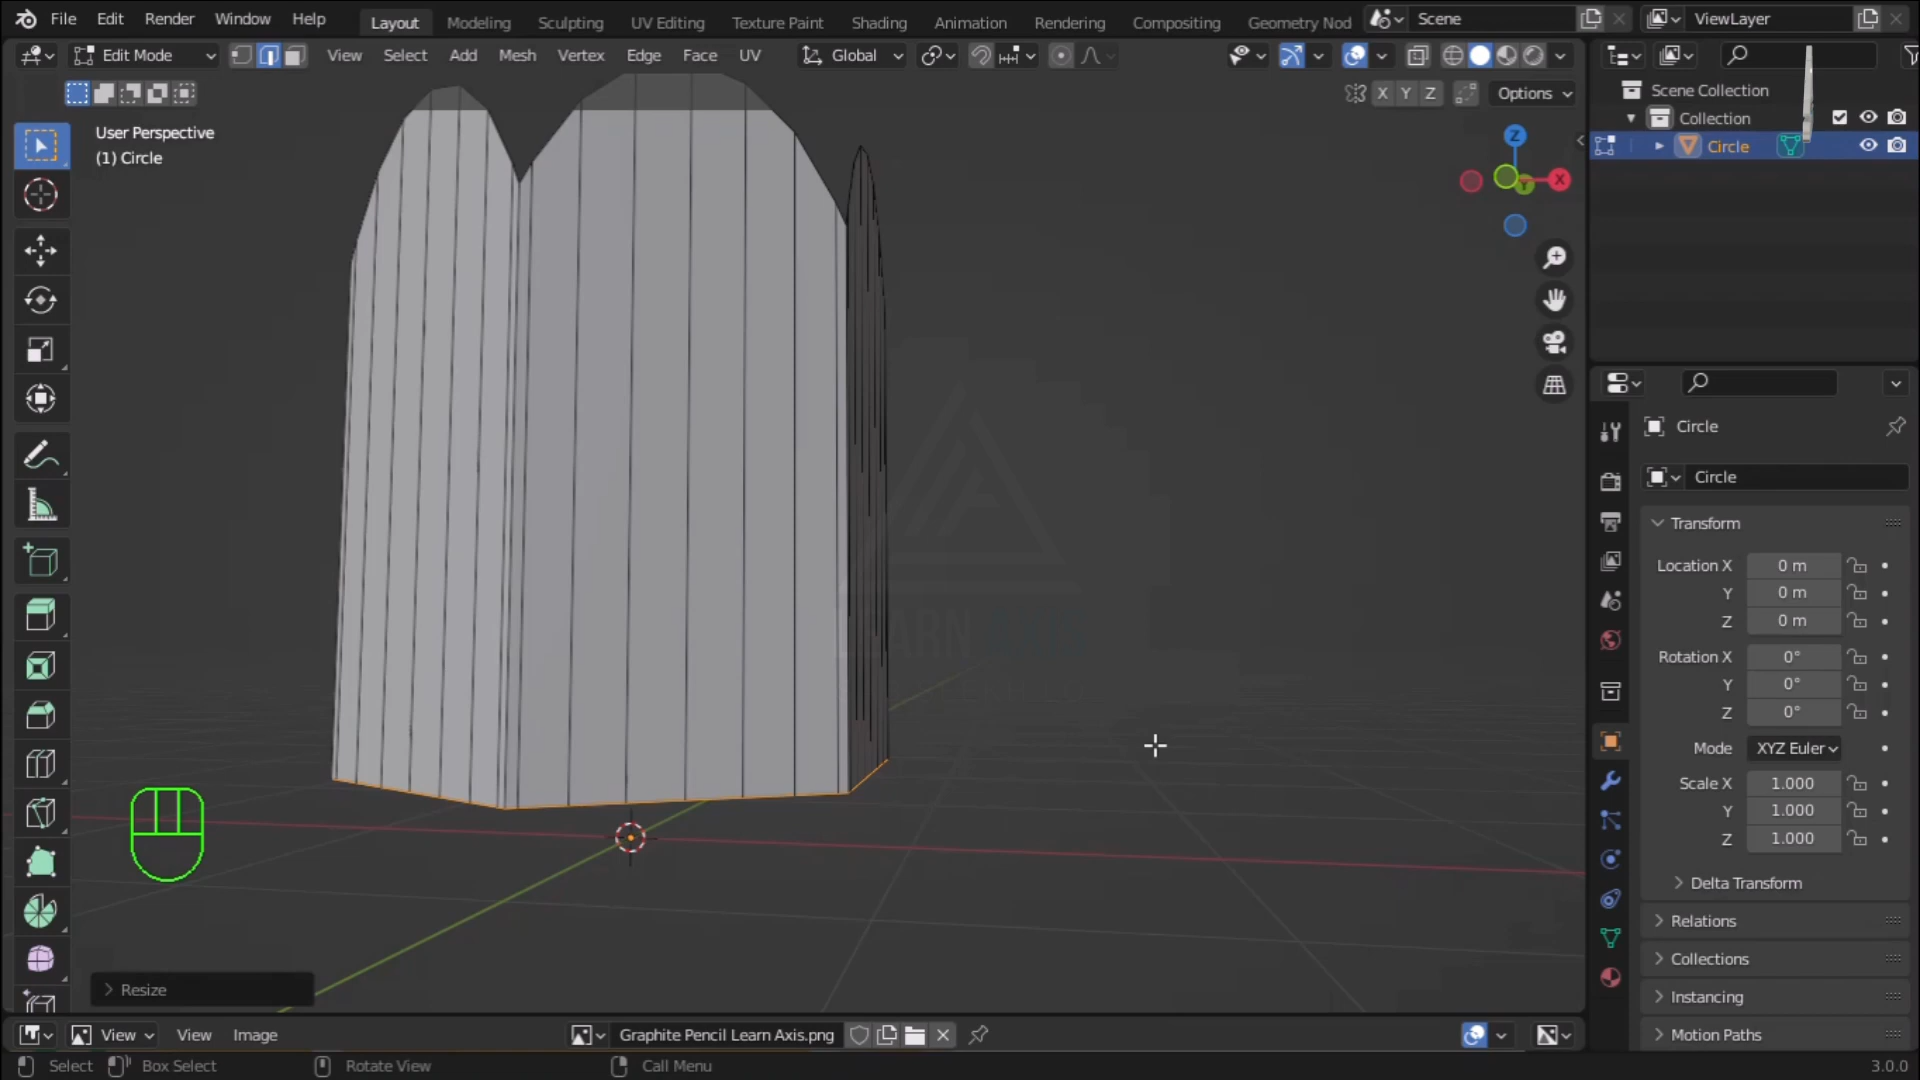 File Edit Render Window Help Layout Modeling Sculpting UV Editing Texture Paint Shading Animation Rendering Compositing Geometry Nod Scene ViewLayer
Edit Mode View Select Add Mesh Vertex Edge Face UV Global
X Y Z Options
Scene Collection
Collection
Circle
User Perspective
(1) Circle
Z
X
Y
Circle
Circle
Transform
Location X 0 m
Y 0 m
Z 0 m
Rotation X 0°
Y 0°
Z 0°
Mode XYZ Euler
Scale X 1.000
Y 1.000
Z 1.000
Delta Transform
Relations
Collections
Instancing
Motion Paths
Resize
View View Image Graphite Pencil Learn Axis.png
Select Box Select Rotate View Call Menu 3.0.0